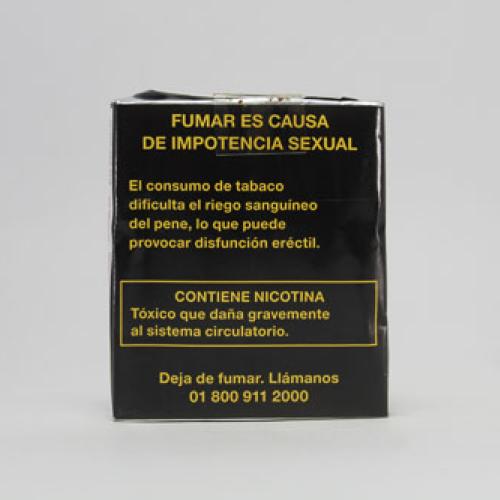 FUMAR ES CAUSA
DE IMPOTENCIA SEXUAL
El consumo de tabaco
dificulta el riego sanguíneo
del pene, lo que puede
provocar disfunción eréctil.
CONTIENE NICOTINA
Tóxico que daña gravemente
al sistema circulatorio.
Deja de fumar. Llámanos
01 800 911 2000